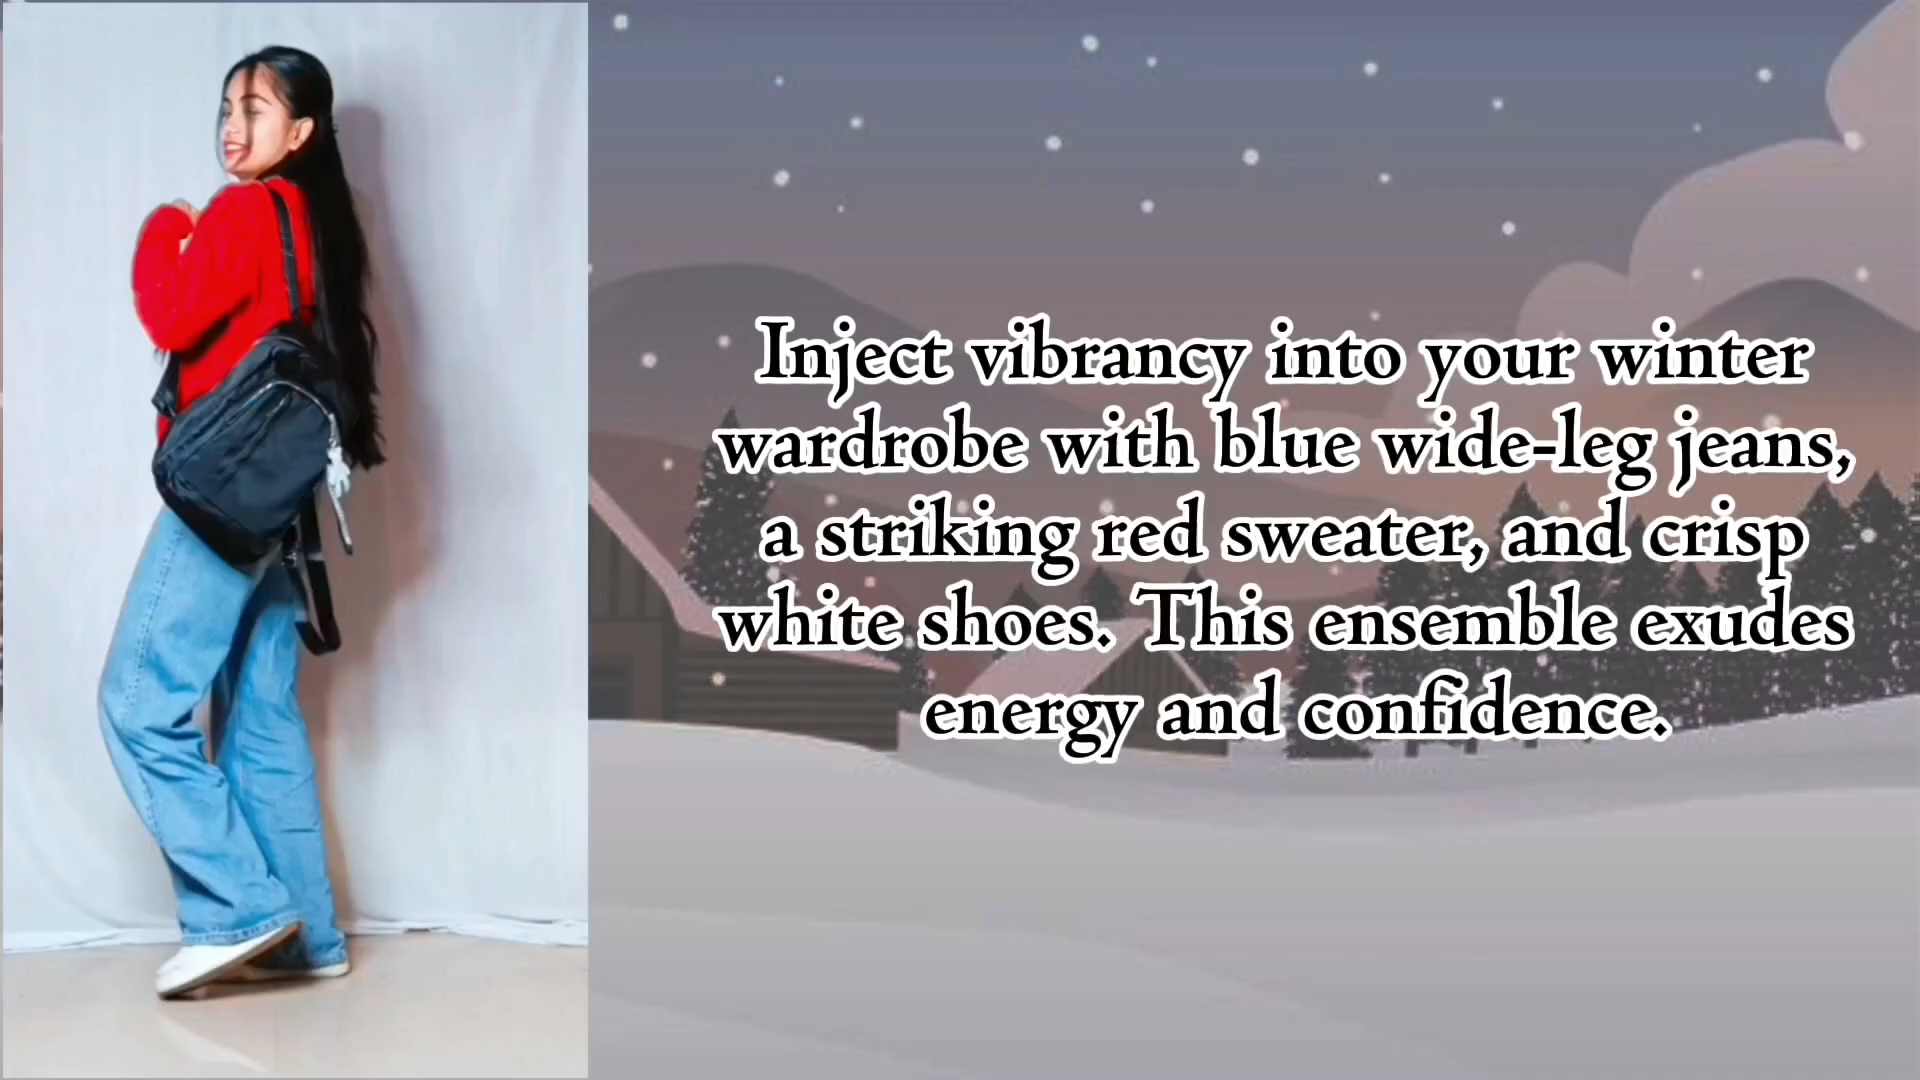 Inject vibrancy into your winter
wardrobe with blue wide-leg jeans,
a striking red sweater, and crisp
white shoes. This ensemble exudes
energy and confidence.